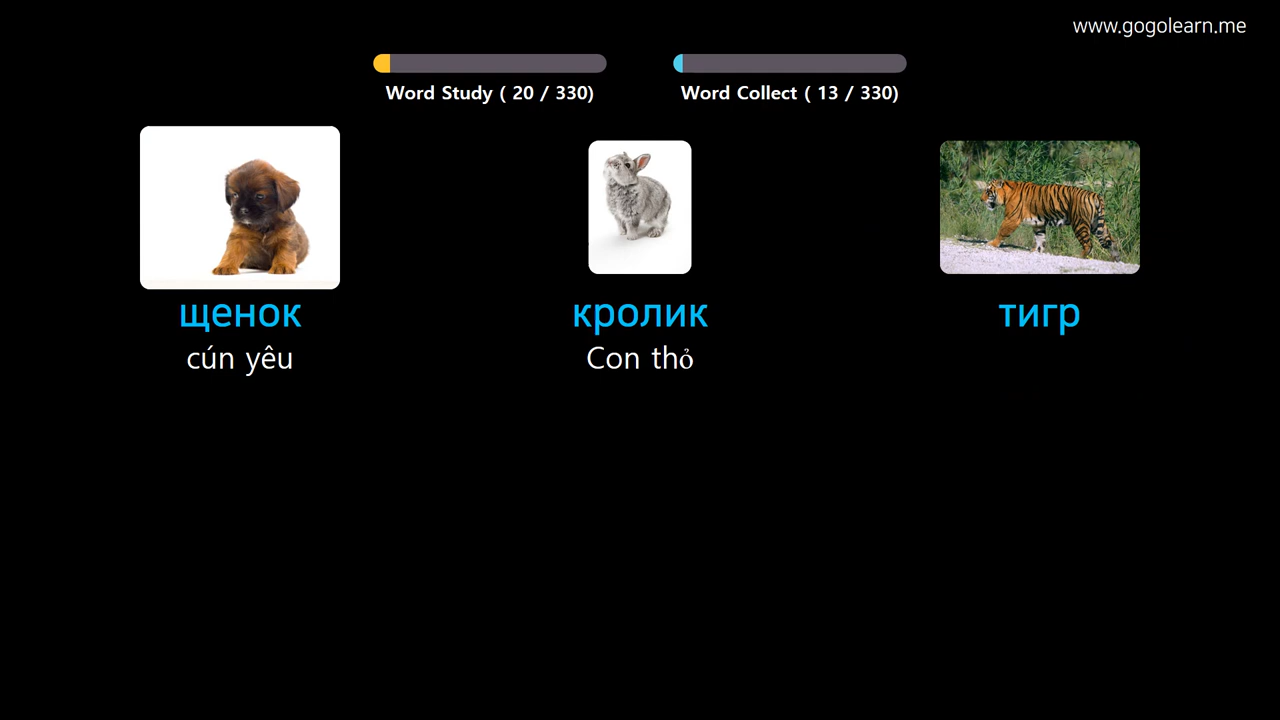 www.gogolearn.me
Word Study ( 20 / 330)
Word Collect ( 13 / 330)
щенок
кролик
тигр
cún yêu
Con thỏ